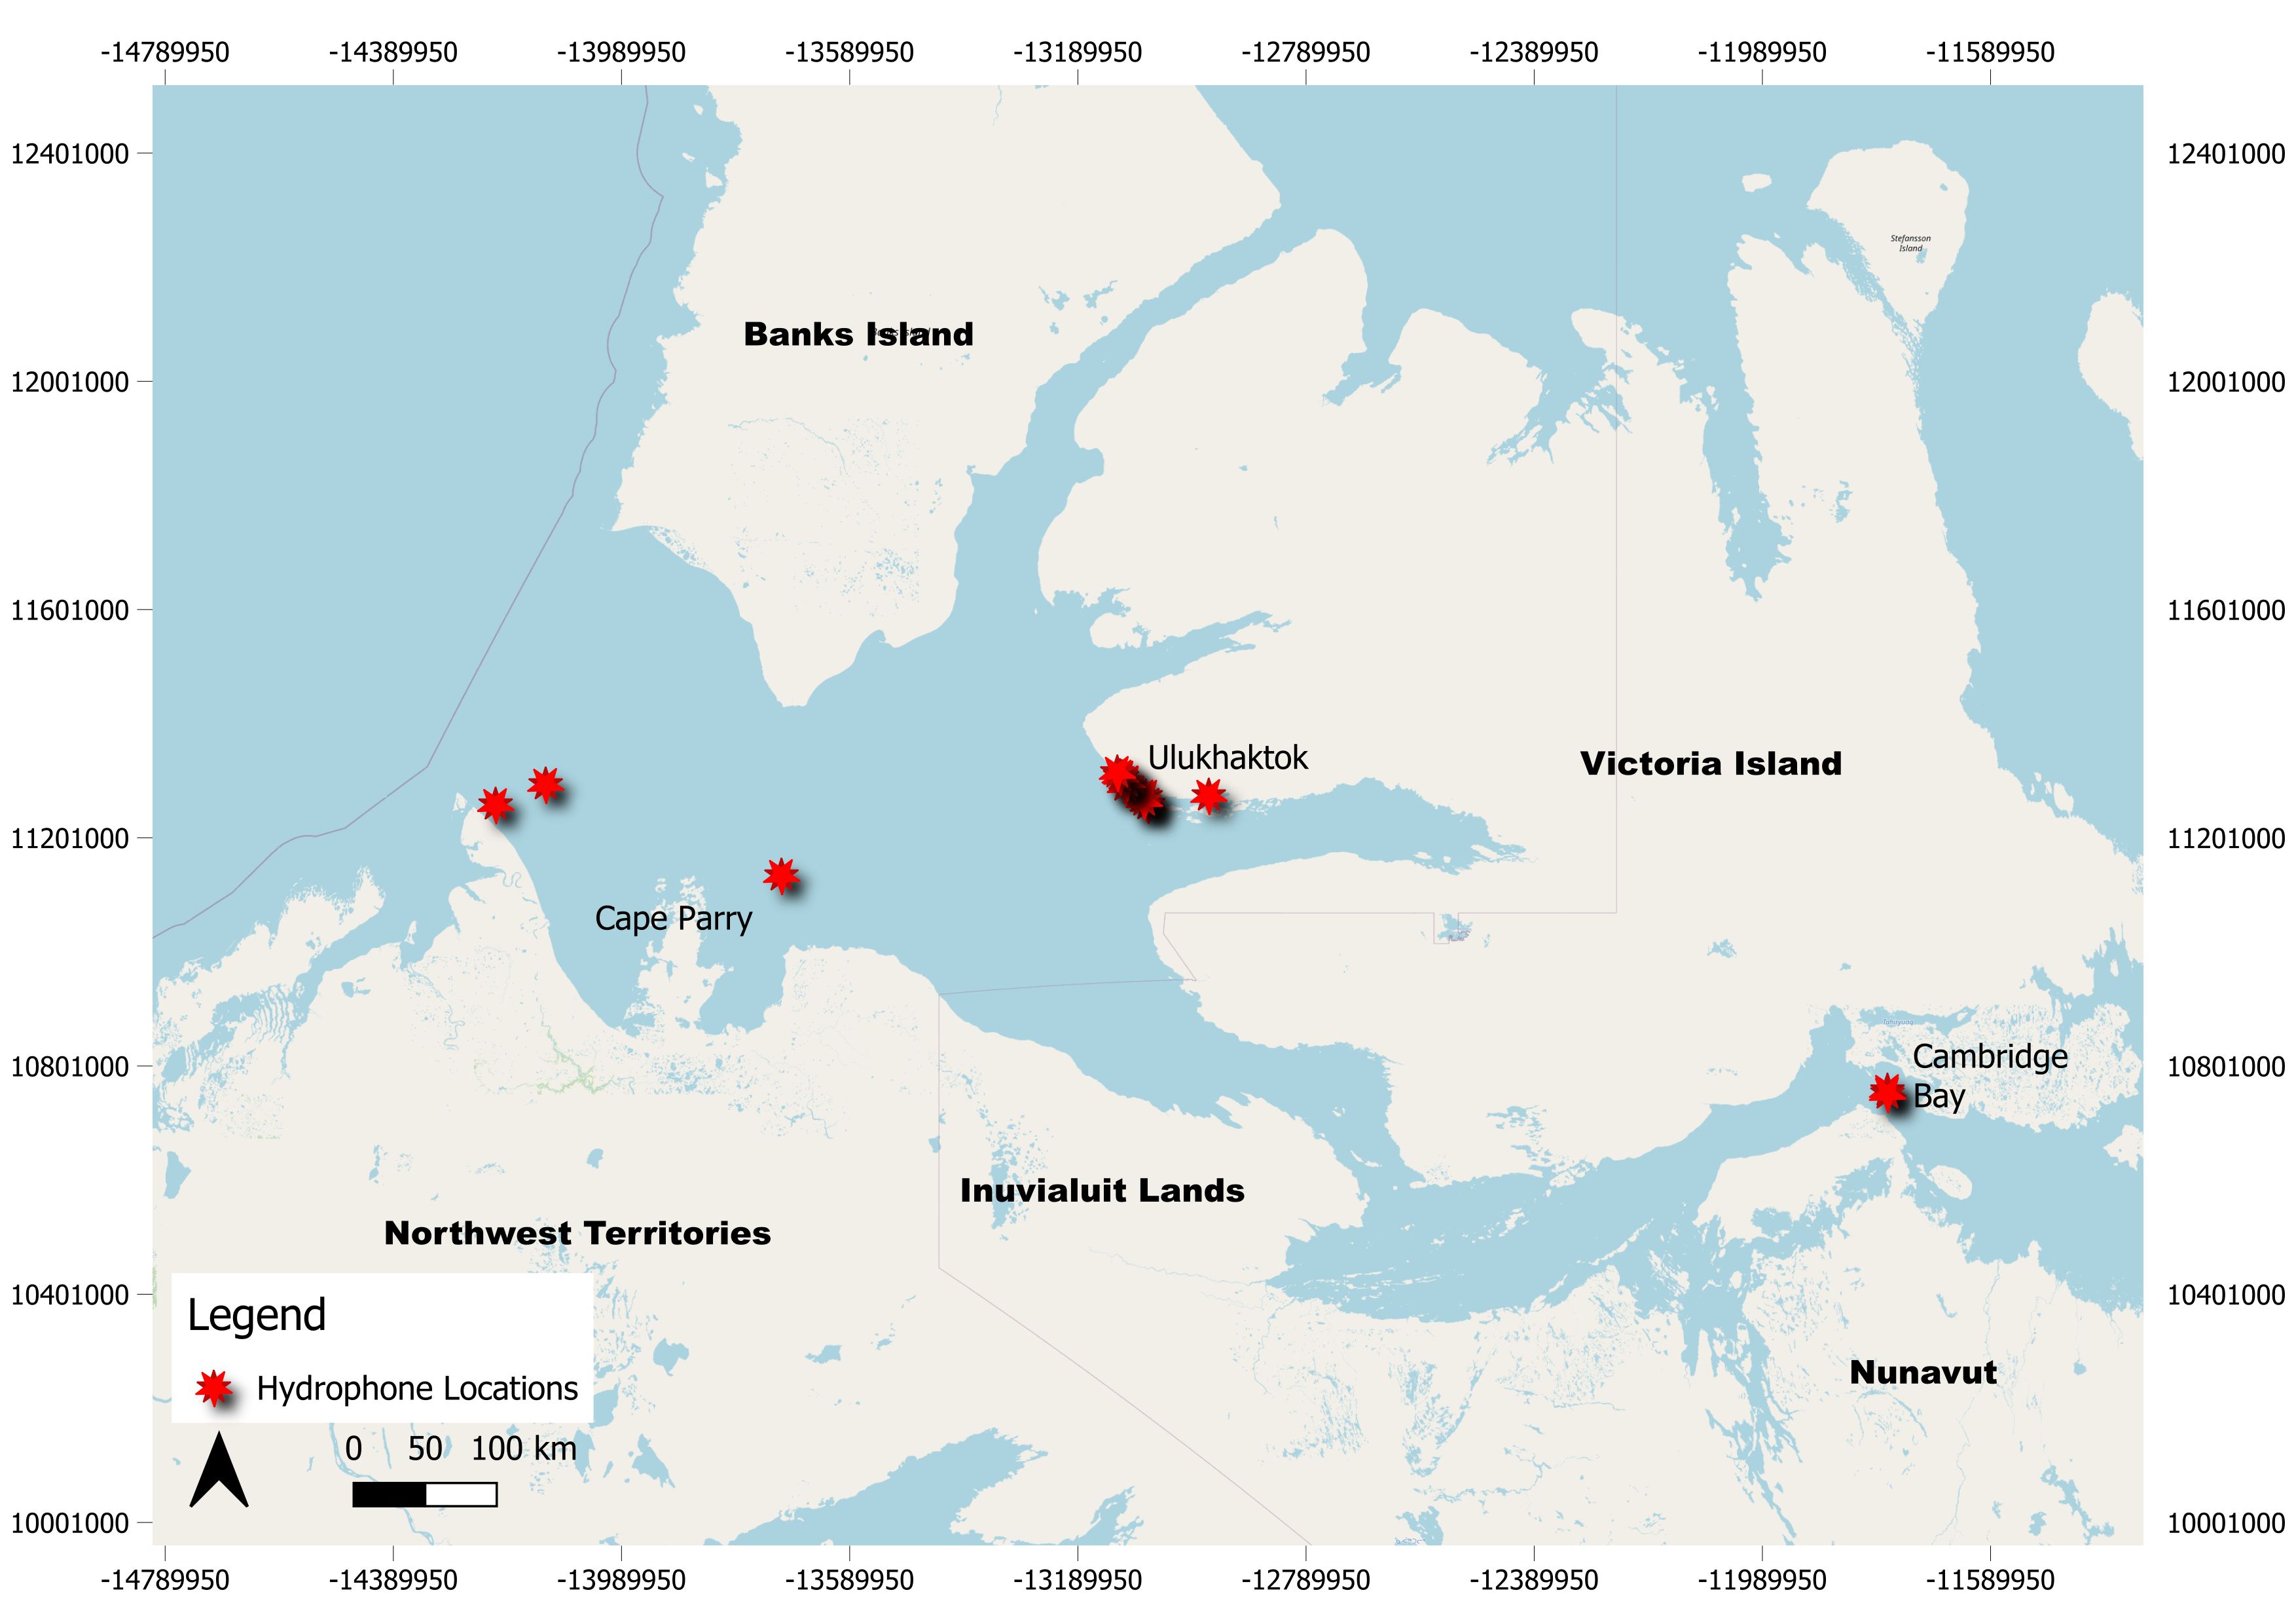 -14789950 -14389950 -13989950 -13589950 -13189950 -12789950 -12389950 -11989950 -11589950
12401000 12401000
Stefansson
Island
Banks Island
12001000 12001000
11601000 11601000
Ulukhaktok
Victoria Island
11201000 11201000
Cape Parry
10801000 10801000
Cambridge
Bay
Inuvialuit Lands
Northwest Territories
10401000 10401000
Legend
Nunavut
Hydrophone Locations
0 50 100 km
10001000 10001000
-14789950 -14389950 -13989950 -13589950 -13189950 -12789950 -12389950 -11989950 -11589950